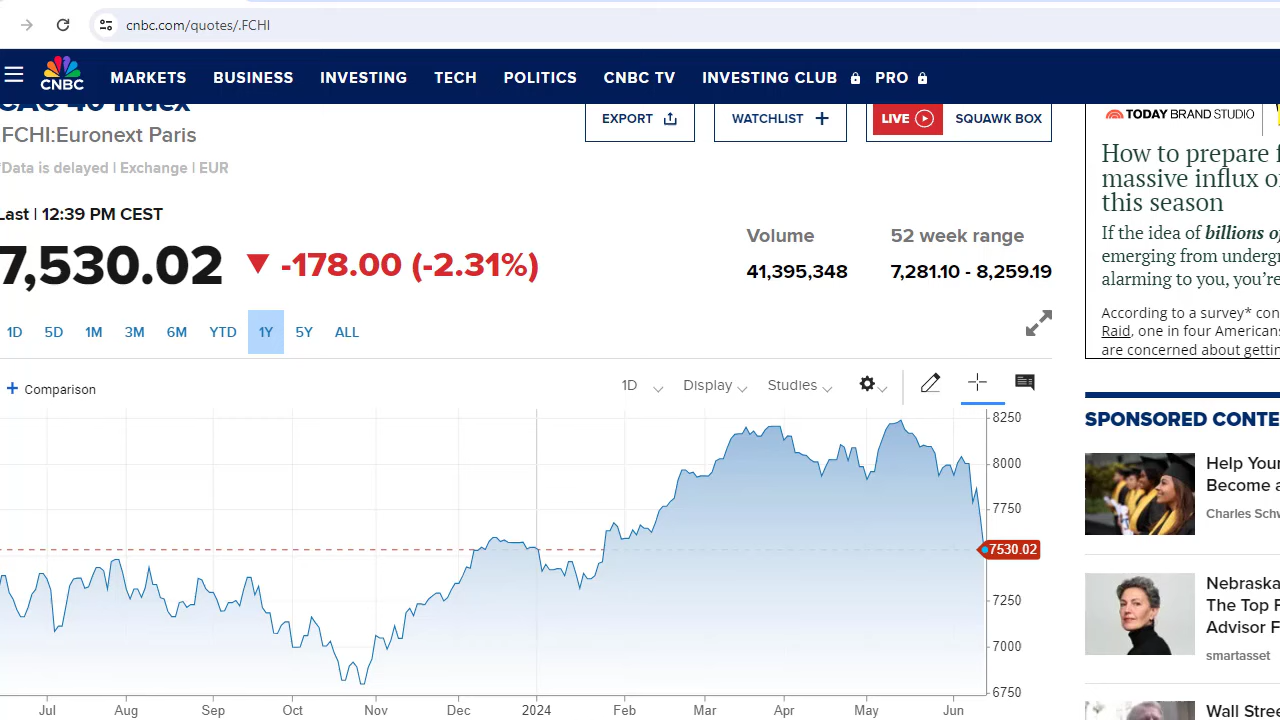 cnbc.com/quotes/.FCHI
CNBC
MARKETS BUSINESS INVESTING TECH POLITICS CNBC TV INVESTING CLUB PRO
CAC 40 Index
FCHI:Euronext Paris
*Data is delayed | Exchange | EUR
EXPORT
WATCHLIST
LIVE SQUAWK BOX
Last | 12:39 PM CEST
7,530.02 -178.00 (-2.31%)
Volume
41,395,348
52 week range
7,281.10 - 8,259.19
1D 5D 1M 3M 6M YTD 1Y 5Y ALL
Comparison
1D Display Studies
8250
8000
7750
7530.02
7250
7000
6750
Jul Aug Sep Oct Nov Dec 2024 Feb Mar Apr May Jun
TODAY BRAND STUDIO
How to prepare
massive influx
this season
If the idea of billions
emerging from
alarming to you, you're
According to a survey*
Raid, one in four Americans
are concerned about
SPONSORED
Help Your
Become a
Charles
Nebraska
The Top
Advisor
smartasset
Wall